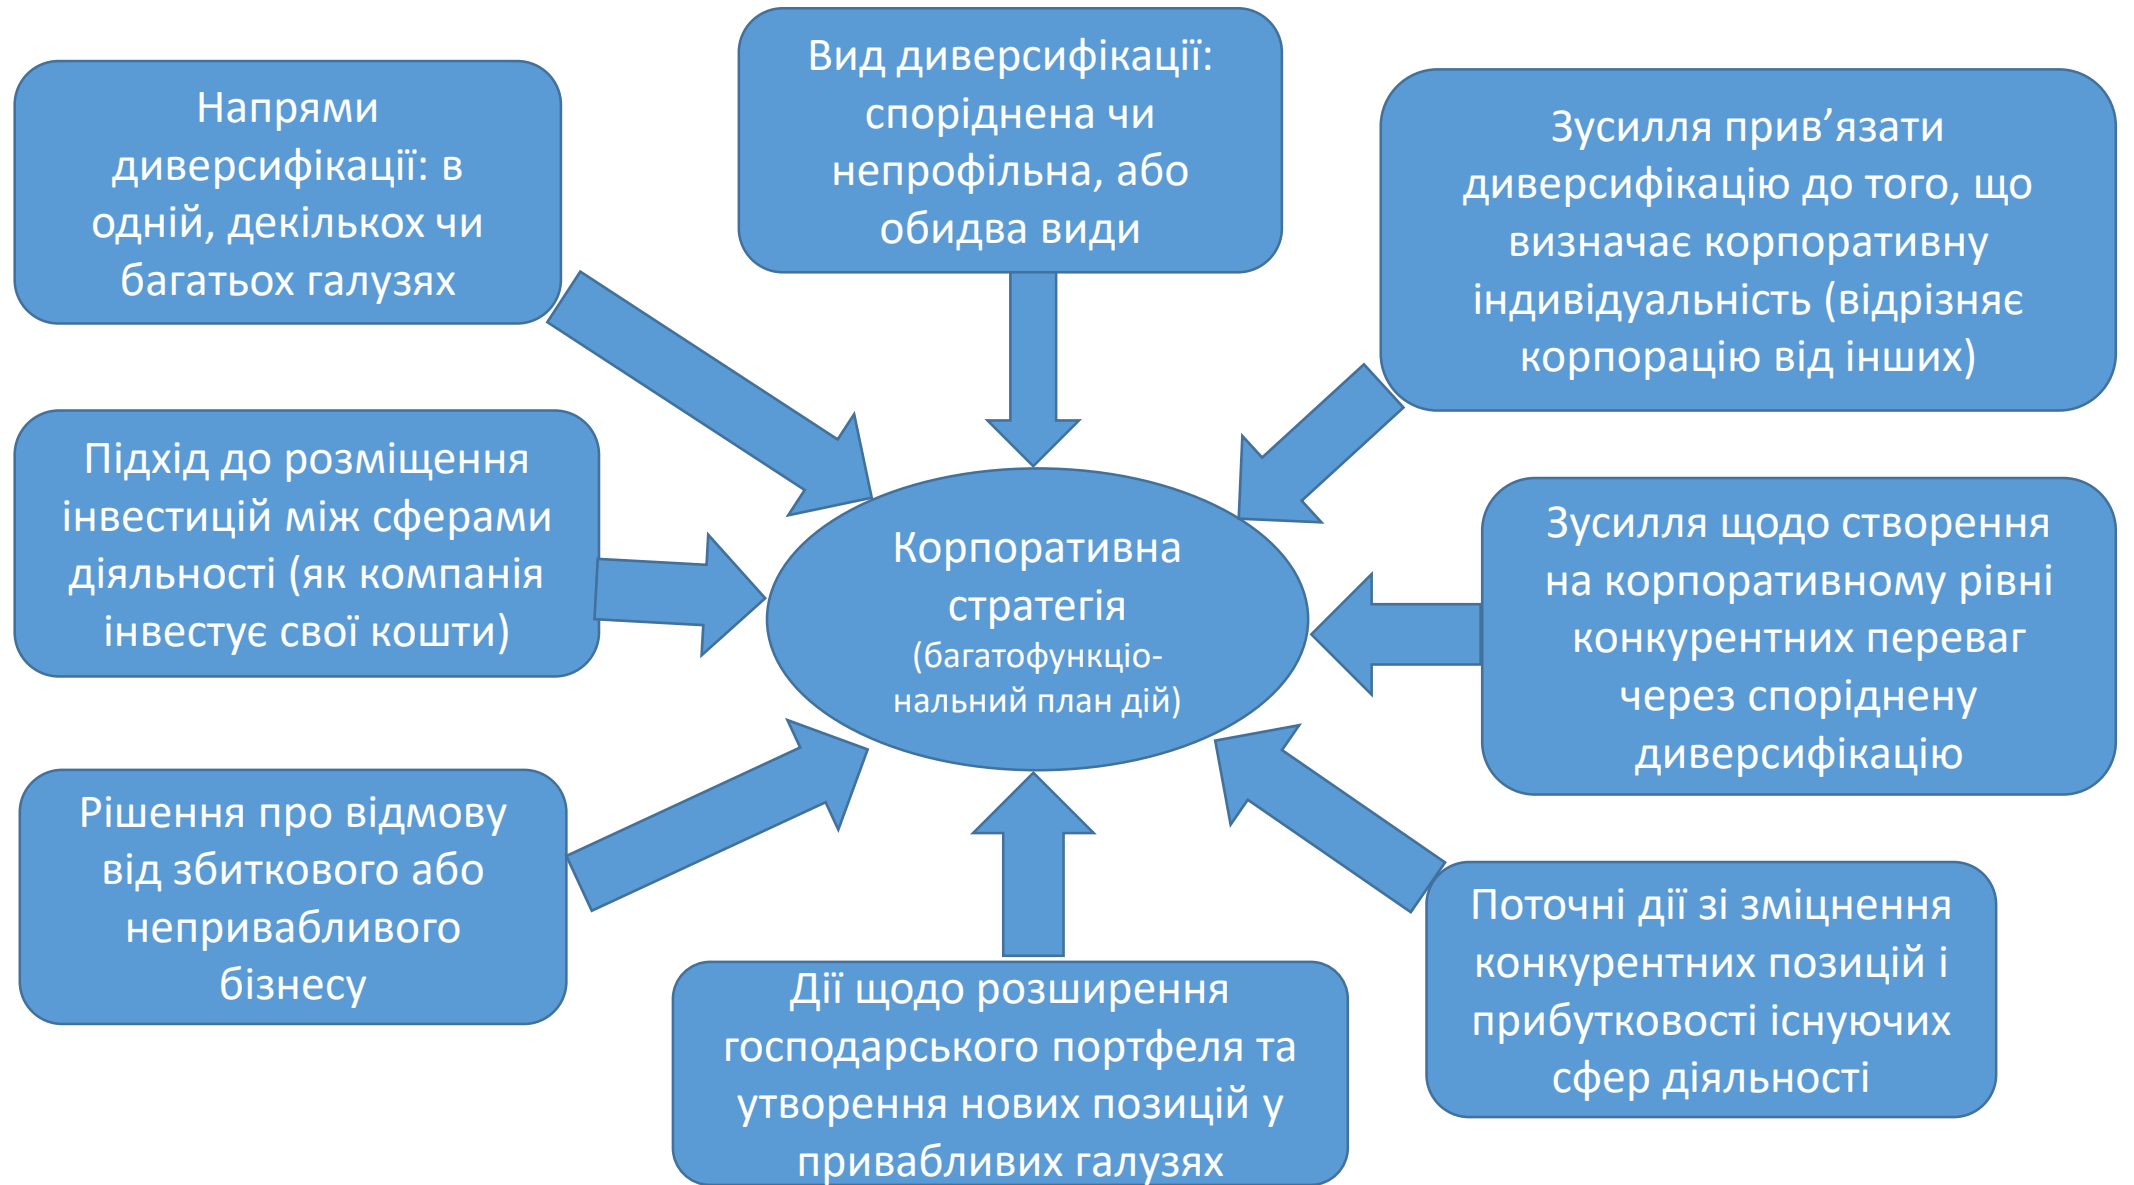 Напрями
диверсифікації: в
одній, декількох чи
багатьох галузях
Вид диверсифікації:
споріднена чи
непрофільна, або
обидва види
Зусилля прив’язати
диверсифікацію до того, що
визначає корпоративну
індивідуальність (відрізняє
корпорацію від інших)
Підхід до розміщення
інвестицій між сферами
діяльності (як компанія
інвестує свої кошти)
Корпоративна
стратегія
(багатофункціо-
нальний план дій)
Зусилля щодо створення
на корпоративному рівні
конкурентних переваг
через споріднену
диверсифікацію
Рішення про відмову
від збиткового або
непривабливого
бізнесу
Дії щодо розширення
господарського портфеля та
утворення нових позицій у
привабливих галузях
Поточні дії зі зміцнення
конкурентних позицій і
прибутковості існуючих
сфер діяльності